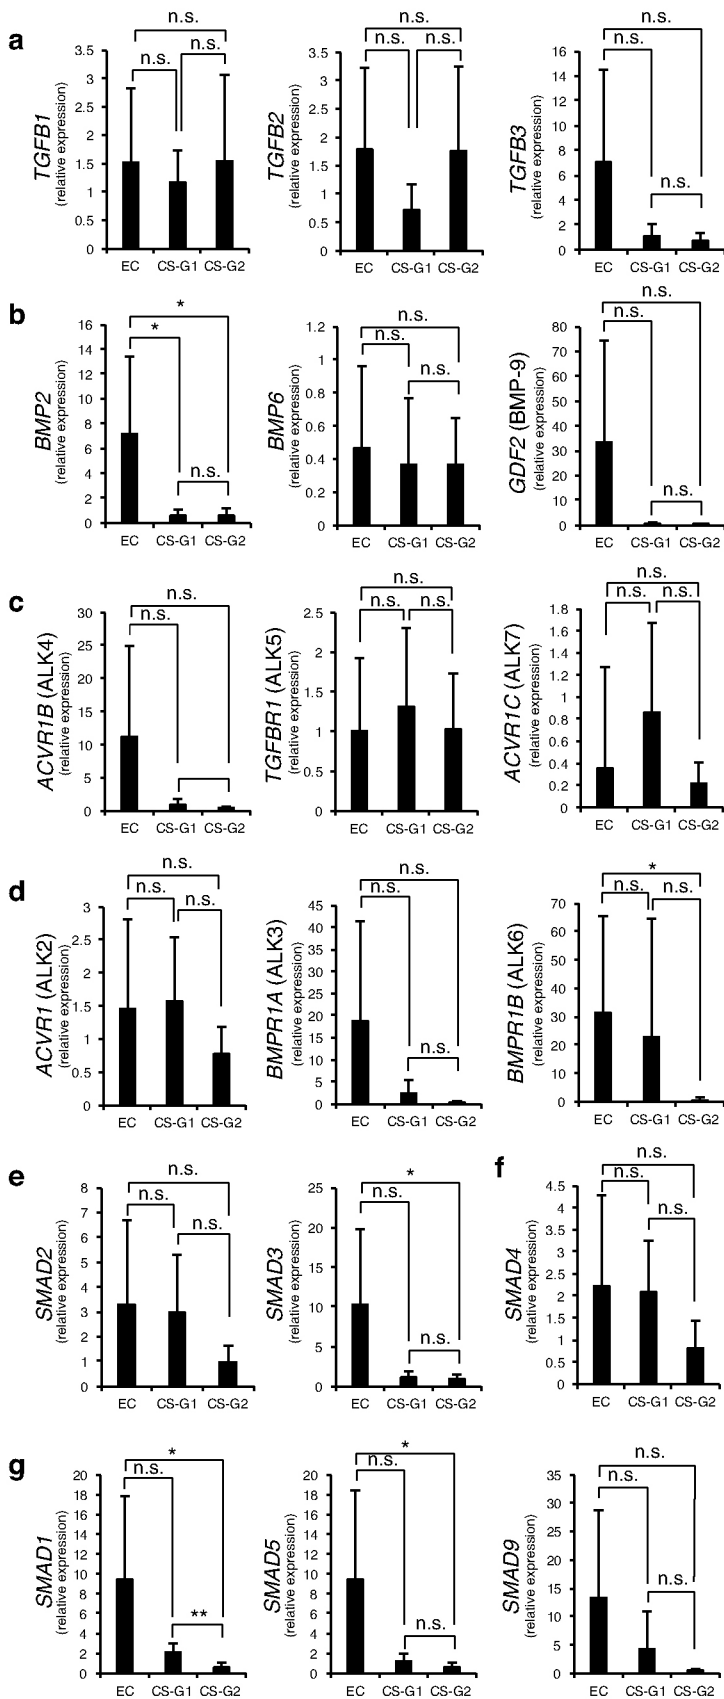 a
n.s.
n.s. n.s.
TGFB1
(relative expression)
3.5
3
2.5
2
1.5
1
0.5
0
EC CS-G1 CS-G2
n.s.
n.s. n.s.
TGFB2
(relative expression)
3.5
3
2.5
2
1.5
1
0.5
0
EC CS-G1 CS-G2
n.s.
n.s.
n.s.
TGFB3
(relative expression)
16
14
12
10
8
6
4
2
0
EC CS-G1 CS-G2
b
*
*
n.s.
BMP2
(relative expression)
16
14
12
10
8
6
4
2
0
EC CS-G1 CS-G2
n.s.
n.s.
n.s.
BMP6
(relative expression)
1.2
1
0.8
0.6
0.4
0.2
0
EC CS-G1 CS-G2
n.s.
n.s.
n.s.
GDF2 (BMP-9)
(relative expression)
80
70
60
50
40
30
20
10
0
EC CS-G1 CS-G2
c
n.s.
n.s.
ACVR1B (ALK4)
(relative expression)
30
25
20
15
10
5
0
EC CS-G1 CS-G2
n.s.
n.s. n.s.
TGFBR1 (ALK5)
(relative expression)
2.5
2
1.5
1
0.5
0
EC CS-G1 CS-G2
n.s.
n.s. n.s.
ACVR1C (ALK7)
(relative expression)
1.8
1.6
1.4
1.2
1
0.8
0.6
0.4
0.2
0
EC CS-G1 CS-G2
d
n.s.
n.s.
n.s.
ACVR1 (ALK2)
(relative expression)
3
2.5
2
1.5
1
0.5
0
EC CS-G1 CS-G2
n.s.
n.s.
n.s.
BMPR1A (ALK3)
(relative expression)
45
40
35
30
25
20
15
10
5
0
EC CS-G1 CS-G2
*
n.s. n.s.
BMPR1B (ALK6)
(relative expression)
70
60
50
40
30
20
10
0
EC CS-G1 CS-G2
e
n.s.
n.s.
n.s.
SMAD2
(relative expression)
8
7
6
5
4
3
2
1
0
EC CS-G1 CS-G2
*
n.s.
n.s.
SMAD3
(relative expression)
25
20
15
10
5
0
EC CS-G1 CS-G2
f
n.s.
n.s.
n.s.
SMAD4
(relative expression)
4.5
4
3.5
3
2.5
2
1.5
1
0.5
0
EC CS-G1 CS-G2
g
*
n.s.
**
SMAD1
(relative expression)
20
18
16
14
12
10
8
6
4
2
0
EC CS-G1 CS-G2
*
n.s.
n.s.
SMAD5
(relative expression)
20
18
16
14
12
10
8
6
4
2
0
EC CS-G1 CS-G2
n.s.
n.s.
n.s.
SMAD9
(relative expression)
35
30
25
20
15
10
5
0
EC CS-G1 CS-G2